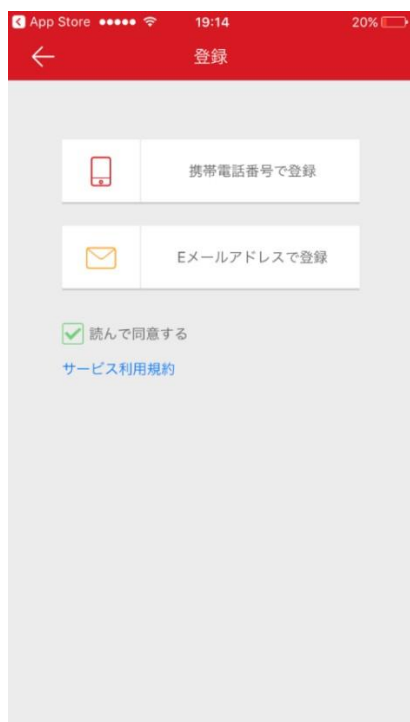 App Store 19:14 20%
登録
携帯電話番号で登録
Eメールアドレスで登録
読んで同意する
サービス利用規約